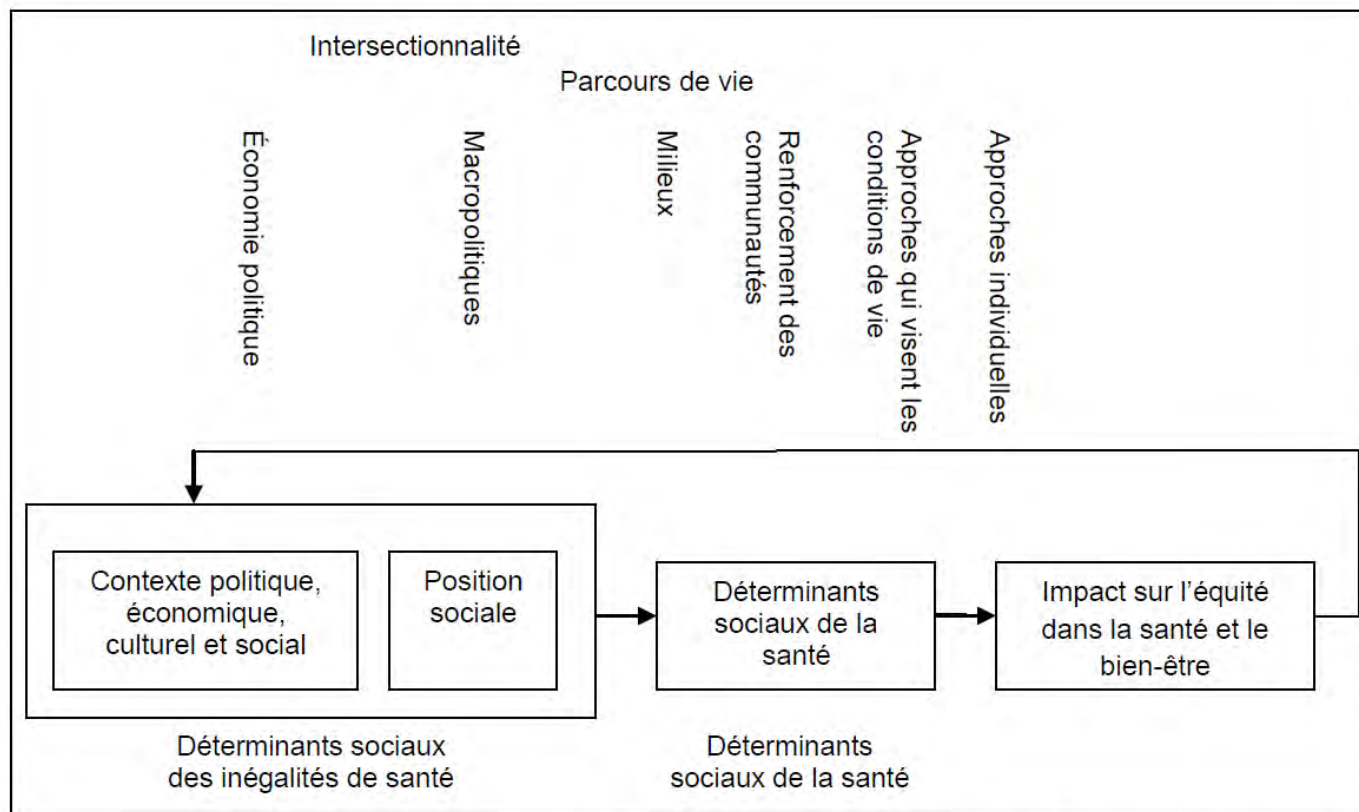 Intersectionnalité
Parcours de vie
Économie politique
Macropolitiques
Milieux
Renforcement des
communautés
Approches qui visent les
conditions de vie
Approches individuelles
Contexte politique,
économique,
culturel et social
Position
sociale
Déterminants
sociaux de la
santé
Impact sur l’équité
dans la santé et le
bien-être
Déterminants sociaux
des inégalités de santé
Déterminants
sociaux de la santé